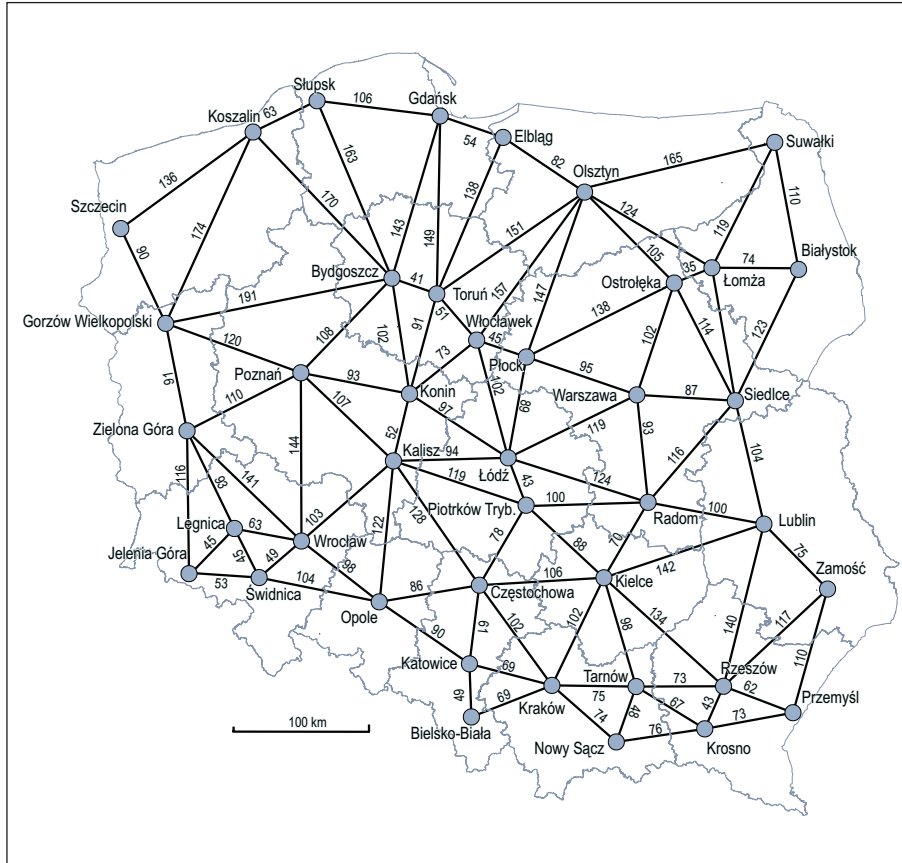 Słupsk
106
Gdańsk
Koszalin
63
54
Elbląg
82
Suwałki
163
165
136
138
Olsztyn
Szczecin
174
170
143
149
151
124
119
110
90
105
Białystok
Bydgoszcz
41
Toruń
157
147
Ostrołęka
35
74
Łomża
191
51
138
123
Gorzów Wielkopolski
Włocławek
45
102
114
120
108
102
91
73
Płock
95
Poznań
93
Konin
102
Warszawa
87
Siedlce
91
110
107
97
68
119
93
116
104
Zielona Góra
144
52
Kalisz
94
Łódź
116
93
141
119
43
124
Piotrków Tryb.
100
Radom
100
Lublin
Legnica
63
103
122
128
78
88
70
75
Jelenia Góra
45
45
49
Wrocław
98
142
Zamość
53
Świdnica
104
Opole
86
106
Kielce
Częstochowa
102
102
98
134
140
117
110
90
61
Katowice
69
Tarnów
73
Rzeszów
62
Przemyśl
49
69
Kraków
75
67
43
73
100 km
Bielsko-Biała
74
48
Nowy Sącz
76
Krosno